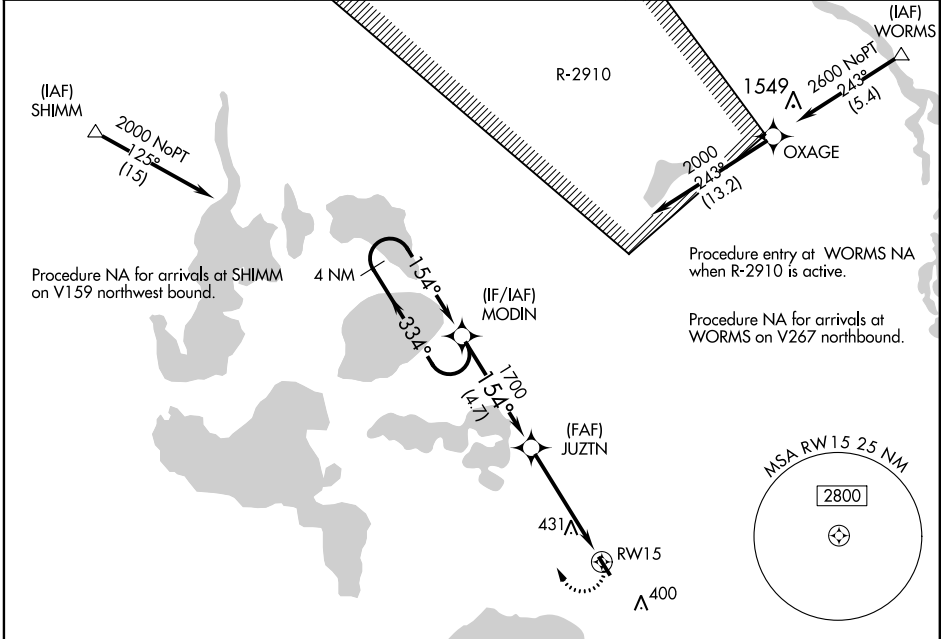 (IAF)
WORMS
2600 NoPT
243°
(5.4)
R-2910
1549
OXAGE
2000
243°
(13.2)
(IAF)
SHIMM
2000 NoPT
125°
(15)
Procedure NA for arrivals at SHIMM
on V159 northwest bound.
4 NM
154°
334°
(IF/IAF)
MODIN
Procedure entry at WORMS NA
when R-2910 is active.
Procedure NA for arrivals at
WORMS on V267 northbound.
1700
154°
(4.7)
(FAF)
JUZTN
431
RW15
400
MSA RW15 25 NM
2800